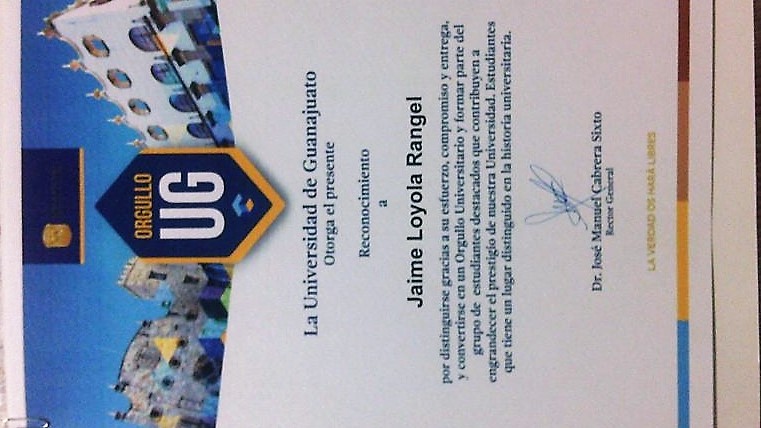 ORGULLO
UG
La Universidad de Guanajuato
Otorga el presente
Reconocimiento
a
Jaime Loyola Rangel
por distinguirse gracias a su esfuerzo, compromiso y entrega,
y convertirse en un Orgullo Universitario y formar parte del
grupo de estudiantes destacados que contribuyen a
engrandecer el prestigio de nuestra Universidad. Estudiantes
que tiene un lugar distinguido en la historia universitaria.
Dr. José Manuel Cabrera Sixto
Rector General
LA VERDAD OS HARÁ LIBRES